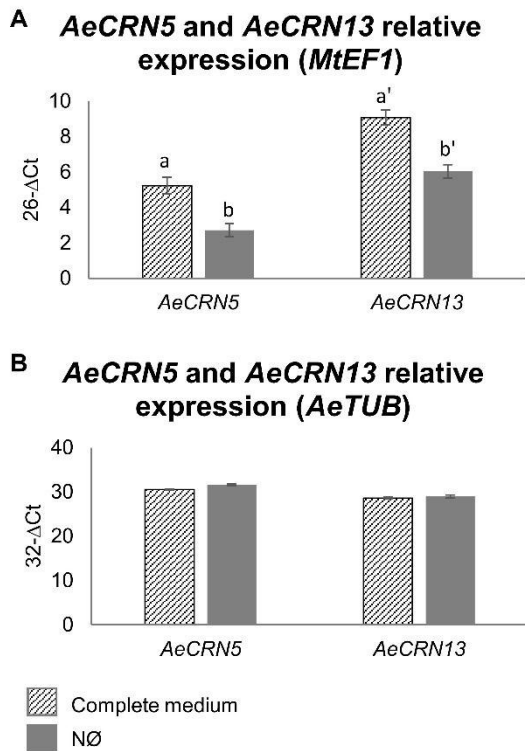 A
AeCRN5 and AeCRN13 relative
expression (MtEF1)
26-ΔCt
10
8
6
4
2
0
a
b
a'
b'
AeCRN5
AeCRN13
B
AeCRN5 and AeCRN13 relative
expression (AeTUB)
32-ΔCt
40
30
20
10
0
AeCRN5
AeCRN13
Complete medium
NØ